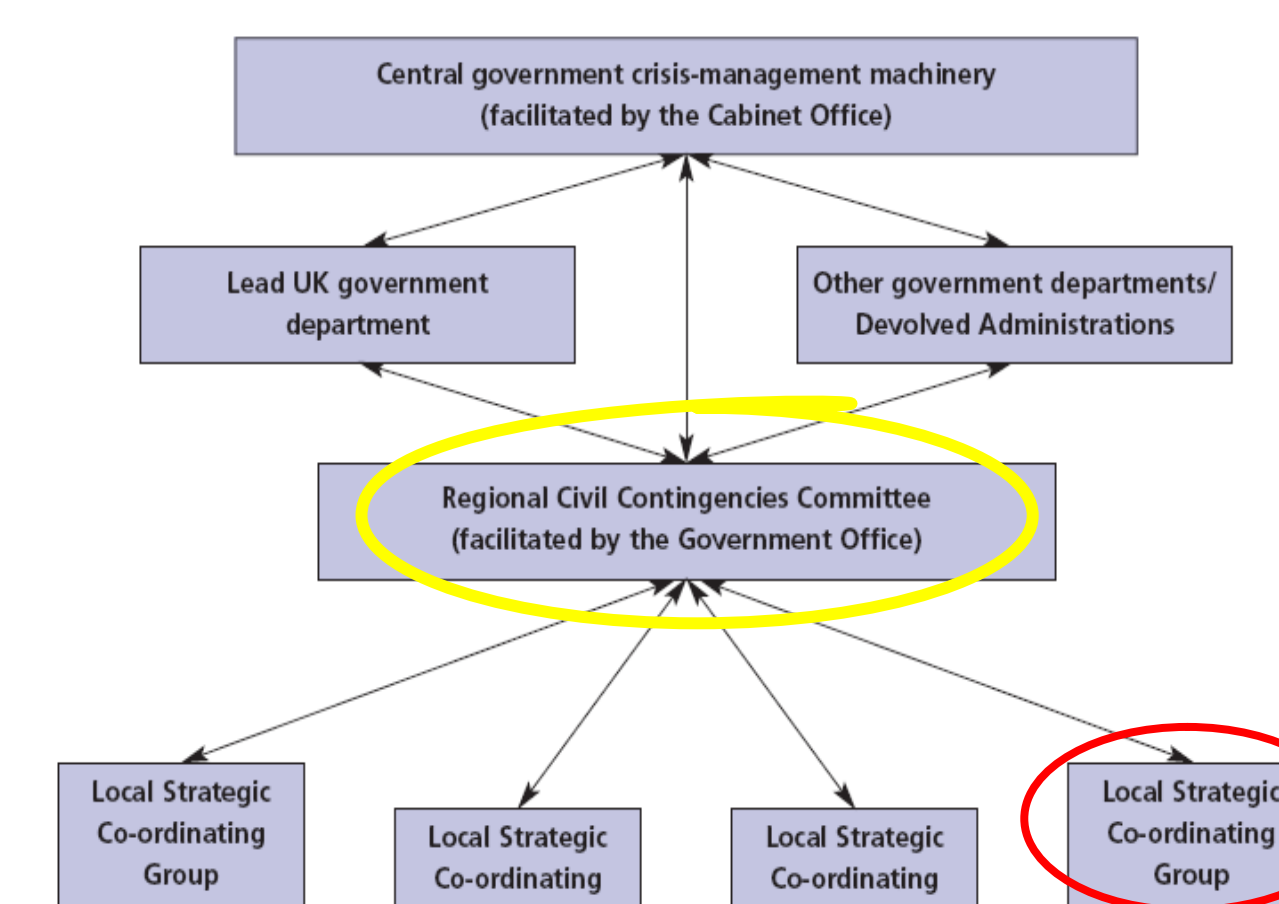 Central government crisis-management machinery
(facilitated by the Cabinet Office)
Lead UK government
department
Other government departments/
Devolved Administrations
Regional Civil Contingencies Committee
(facilitated by the Government Office)
Local Strategic
Co-ordinating
Group
Local Strategic
Co-ordinating
Local Strategic
Co-ordinating
Local Strategic
Co-ordinating
Group